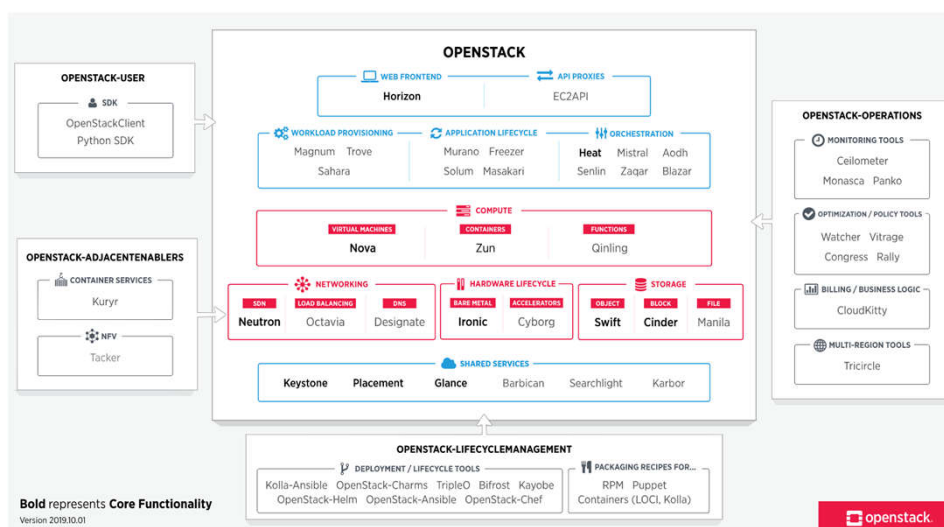 OPENSTACK
WEB FRONTEND
Horizon
API PROXIES
EC2API
WORKLOAD PROVISIONING
Magnum Trove
Sahara
APPLICATION LIFECYCLE
Murano Freezer
Solum Masakari
ORCHESTRATION
Heat Mistral Aodh
Senlin Zaqar Blazar
COMPUTE
VIRTUAL MACHINES
Nova
CONTAINERS
Zun
FUNCTIONS
Qinling
NETWORKING
SDN
Neutron
LOAD BALANCING
Octavia
DNS
Designate
HARDWARE LIFECYCLE
BARE METAL
Ironic
ACCELERATORS
Cyborg
STORAGE
OBJECT
Swift
BLOCK
Cinder
FILE
Manila
SHARED SERVICES
Keystone Placement Glance Barbican Searchlight Karbor
OPENSTACK-USER
SDK
OpenStackClient
Python SDK
OPENSTACK-ADJACENTENABLERS
CONTAINER SERVICES
Kuryr
NFV
Tacker
OPENSTACK-OPERATIONS
MONITORING TOOLS
Ceilometer
Monasca Panko
OPTIMIZATION / POLICY TOOLS
Watcher Vitrage
Congress Rally
BILLING / BUSINESS LOGIC
CloudKitty
MULTI-REGION TOOLS
Tricircle
OPENSTACK-LIFECYCLEMANAGEMENT
DEPLOYMENT / LIFECYCLE TOOLS
Kolla-Ansible OpenStack-Charms TripleO Bifrost Kayobe
OpenStack-Helm OpenStack-Ansible OpenStack-Chef
PACKAGING RECIPES FOR...
RPM Puppet
Containers (LOCI, Kolla)
Bold represents Core Functionality
Version 2019.10.01
openstack.